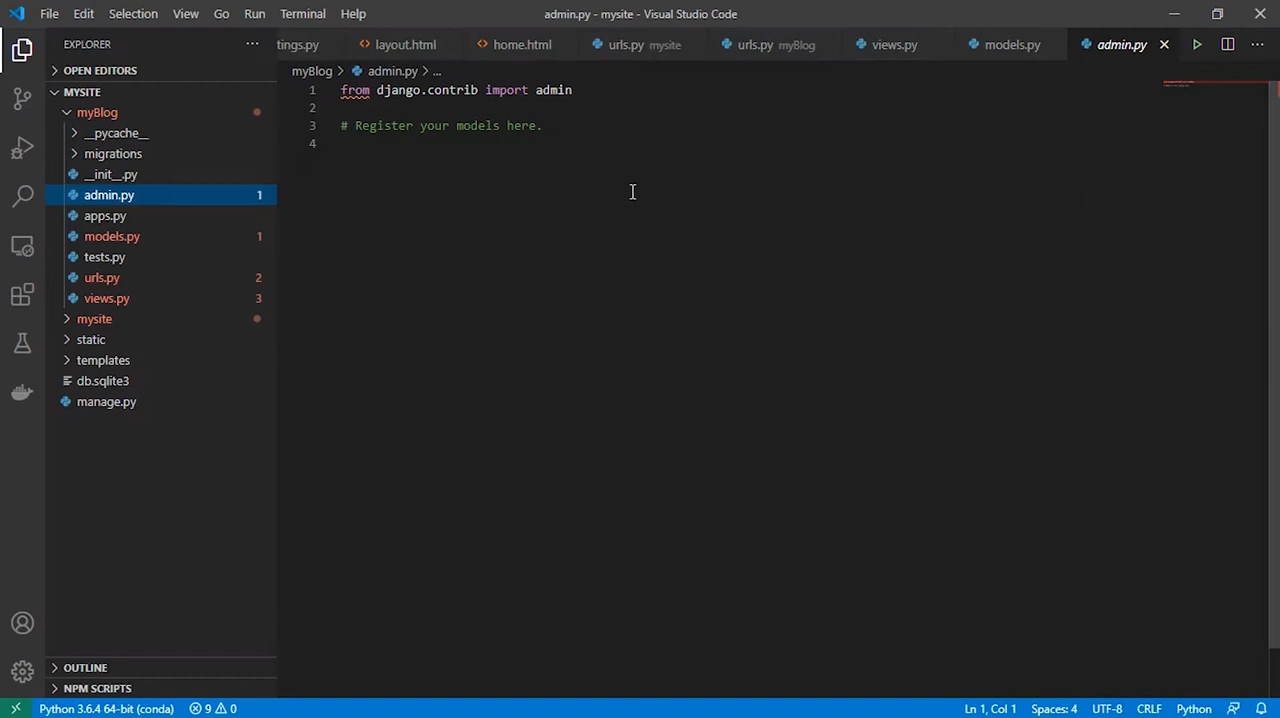 File Edit Selection View Go Run Terminal Help
admin.py - mysite - Visual Studio Code
EXPLORER
tings.py
layout.html
home.html
urls.py mysite
urls.py myBlog
views.py
models.py
admin.py
OPEN EDITORS
MYSITE
myBlog
__pycache__
migrations
__init__.py
admin.py 1
apps.py
models.py 1
tests.py
urls.py 2
views.py 3
mysite
static
templates
db.sqlite3
manage.py
OUTLINE
NPM SCRIPTS
myBlog > admin.py > ...
1 from django.contrib import admin
2
3 # Register your models here.
4
Python 3.6.4 64-bit (conda) 9 0
Ln 1, Col 1 Spaces: 4 UTF-8 CRLF Python